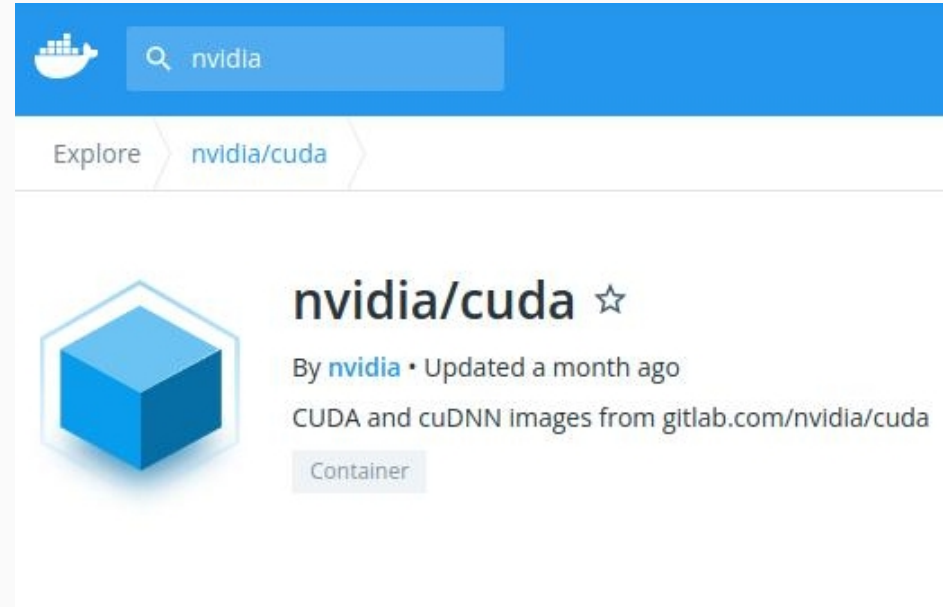 nvidia
Explore nvidia/cuda
nvidia/cuda
By nvidia • Updated a month ago
CUDA and cuDNN images from gitlab.com/nvidia/cuda
Container